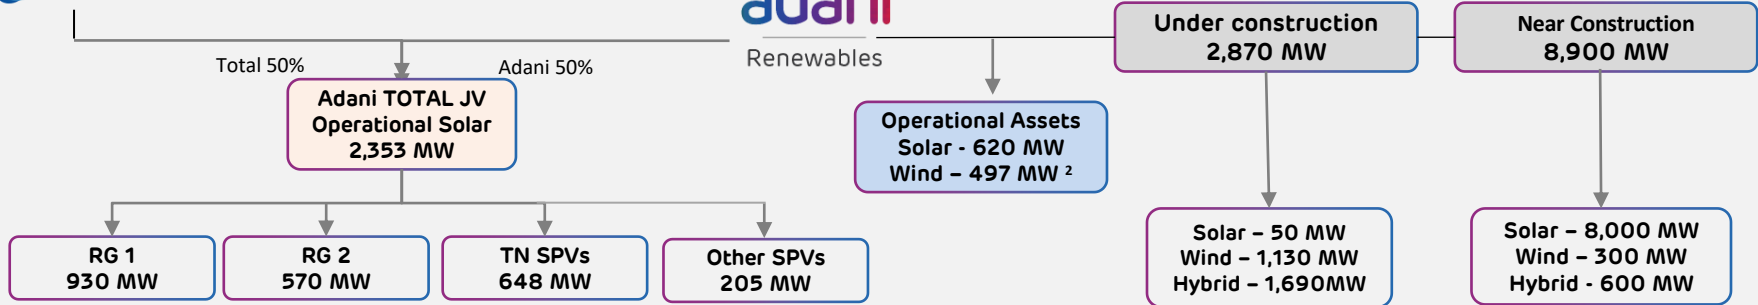 adani
Renewables
Total 50%
Adani 50%
Adani TOTAL JV
Operational Solar
2,353 MW
Operational Assets
Solar - 620 MW
Wind – 497 MW ²
Under construction
2,870 MW
Near Construction
8,900 MW
RG 1
930 MW
RG 2
570 MW
TN SPVs
648 MW
Other SPVs
205 MW
Solar – 50 MW
Wind – 1,130 MW
Hybrid – 1,690MW
Solar – 8,000 MW
Wind – 300 MW
Hybrid - 600 MW